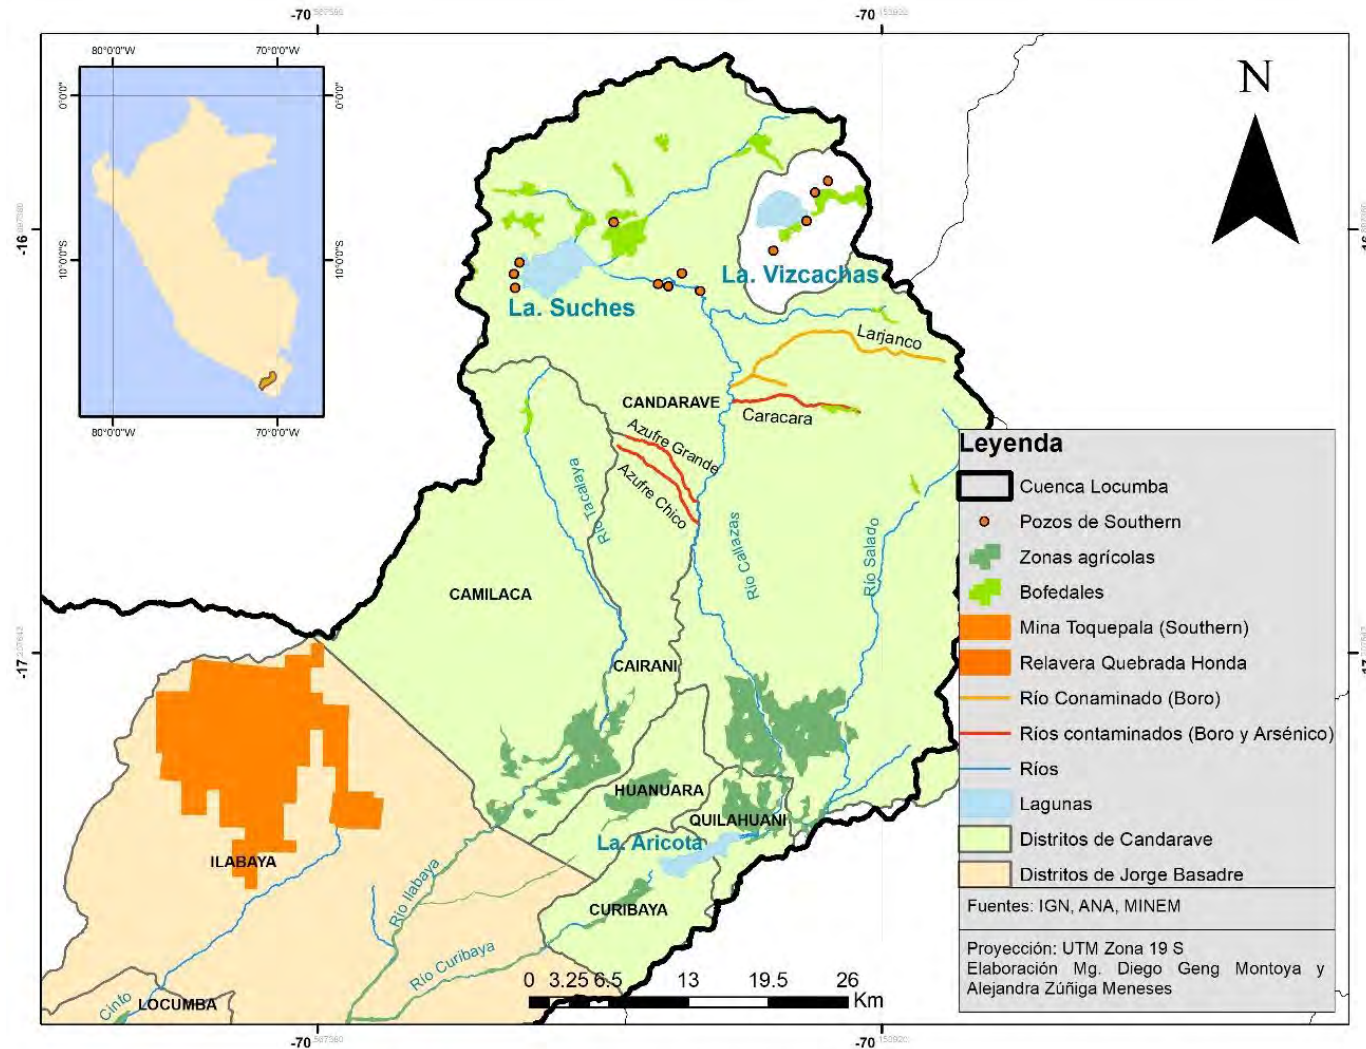 -70
-70
80°0'0"W
70°0'0"W
0°0'0"
0°0'0"
10°0'0"S
10°0'0"S
80°0'0"W
70°0'0"W
N
-16
-16
La. Vizcachas
La. Suches
Larjanco
CANDARAVE
Caracara
Azufre Grande
Azufre Chico
Río Tacalaya
Río Callazas
Río Salado
CAMILACA
CAIRANI
-17
-17
HUANUARA
QUILAHUANI
La. Aricota
ILABAYA
CURIBAYA
Río Ilabaya
Río Curibaya
Cinto
LOCUMBA
0 3.25 6.5 13 19.5 26
Km
Leyenda
Cuenca Locumba
Pozos de Southern
Zonas agrícolas
Bofedales
Mina Toquepala (Southern)
Relavera Quebrada Honda
Río Conaminado (Boro)
Ríos contaminados (Boro y Arsénico)
Ríos
Lagunas
Distritos de Candarave
Distritos de Jorge Basadre
Fuentes: IGN, ANA, MINEM
Proyección: UTM Zona 19 S
Elaboración Mg. Diego Geng Montoya y
Alejandra Zúñiga Meneses
-70
-70